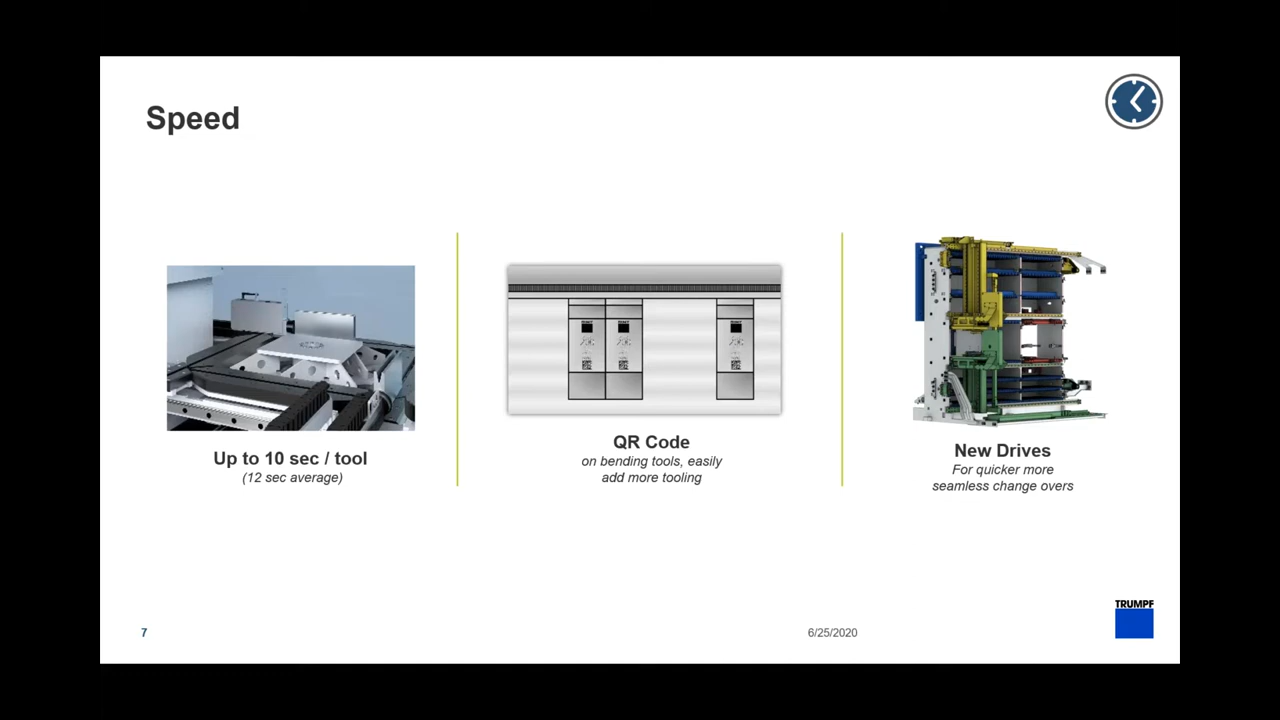 Speed
Up to 10 sec / tool
(12 sec average)
QR Code
on bending tools, easily
add more tooling
New Drives
For quicker more
seamless change overs
7
6/25/2020
TRUMPF